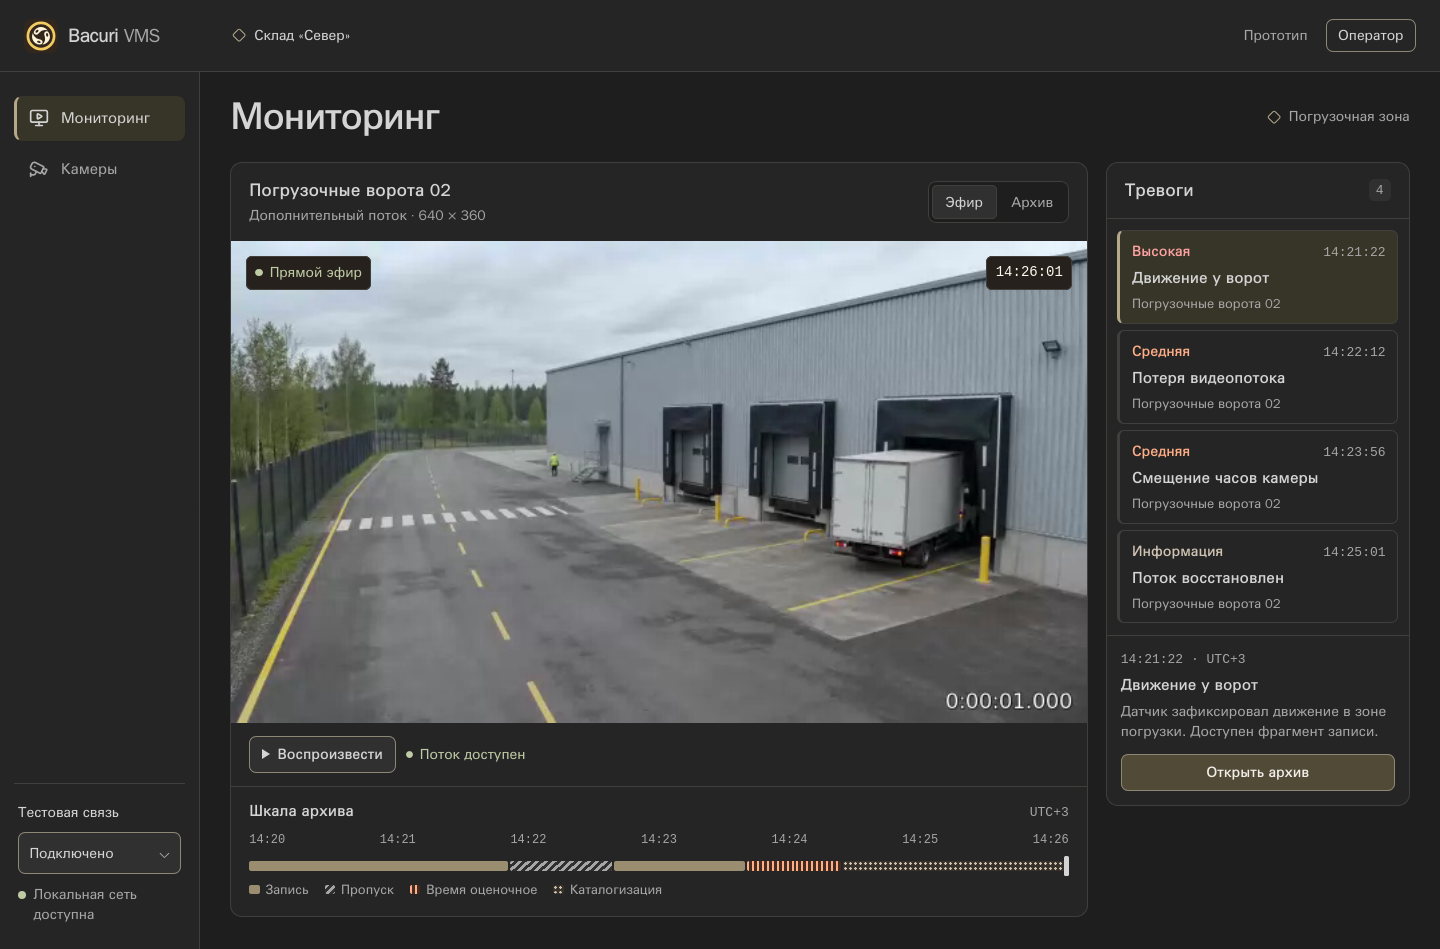 Bacuri VMS
Склад «Север»
Прототип
Оператор
Мониторинг
Камеры
Мониторинг
Погрузочная зона
Погрузочные ворота 02
Дополнительный поток · 640 × 360
Эфир
Архив
Прямой эфир
14:26:01
0:00:01.000
Воспроизвести
Поток доступен
Шкала архива
UTC+3
14:20 14:21 14:22 14:23 14:24 14:25 14:26
Запись Пропуск Время оценочное Каталогизация
Тревоги
4
Высокая 14:21:22
Движение у ворот
Погрузочные ворота 02
Средняя 14:22:12
Потеря видеопотока
Погрузочные ворота 02
Средняя 14:23:56
Смещение часов камеры
Погрузочные ворота 02
Информация 14:25:01
Поток восстановлен
Погрузочные ворота 02
14:21:22 · UTC+3
Движение у ворот
Датчик зафиксировал движение в зоне
погрузки. Доступен фрагмент записи.
Открыть архив
Тестовая связь
Подключено
Локальная сеть
доступна